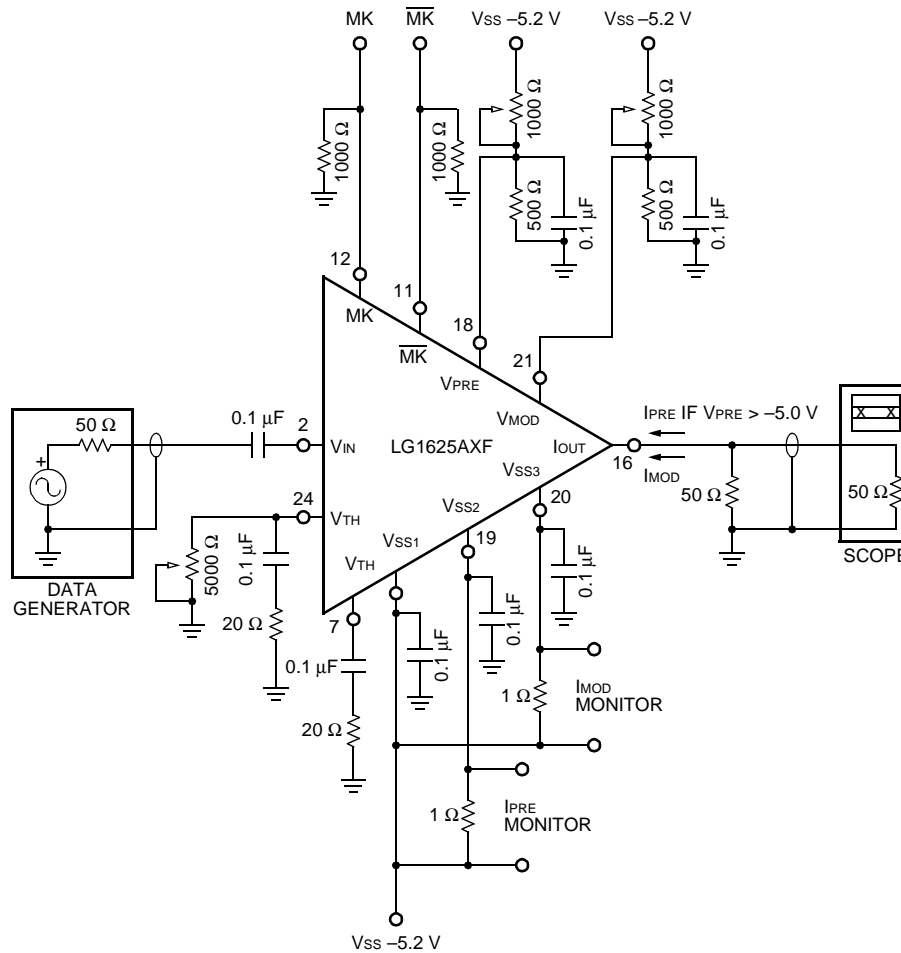 MK
MK
VSS –5.2 V
VSS –5.2 V
1000 Ω
1000 Ω
1000 Ω
1000 Ω
500 Ω
0.1 µF
500 Ω
0.1 µF
12
11
18
21
MK
MK
VPRE
VMOD
50 Ω
0.1 µF
2
VIN
LG1625AXF
IOUT
16
IPRE IF VPRE > –5.0 V
IMOD
50 Ω
50 Ω
SCOPE
24
VTH
VTH
VSS1
VSS2
VSS3
20
19
7
DATA
GENERATOR
5000 Ω
0.1 µF
20 Ω
0.1 µF
20 Ω
0.1 µF
0.1 µF
0.1 µF
1 Ω
IMOD
MONITOR
1 Ω
IPRE
MONITOR
VSS –5.2 V
X X